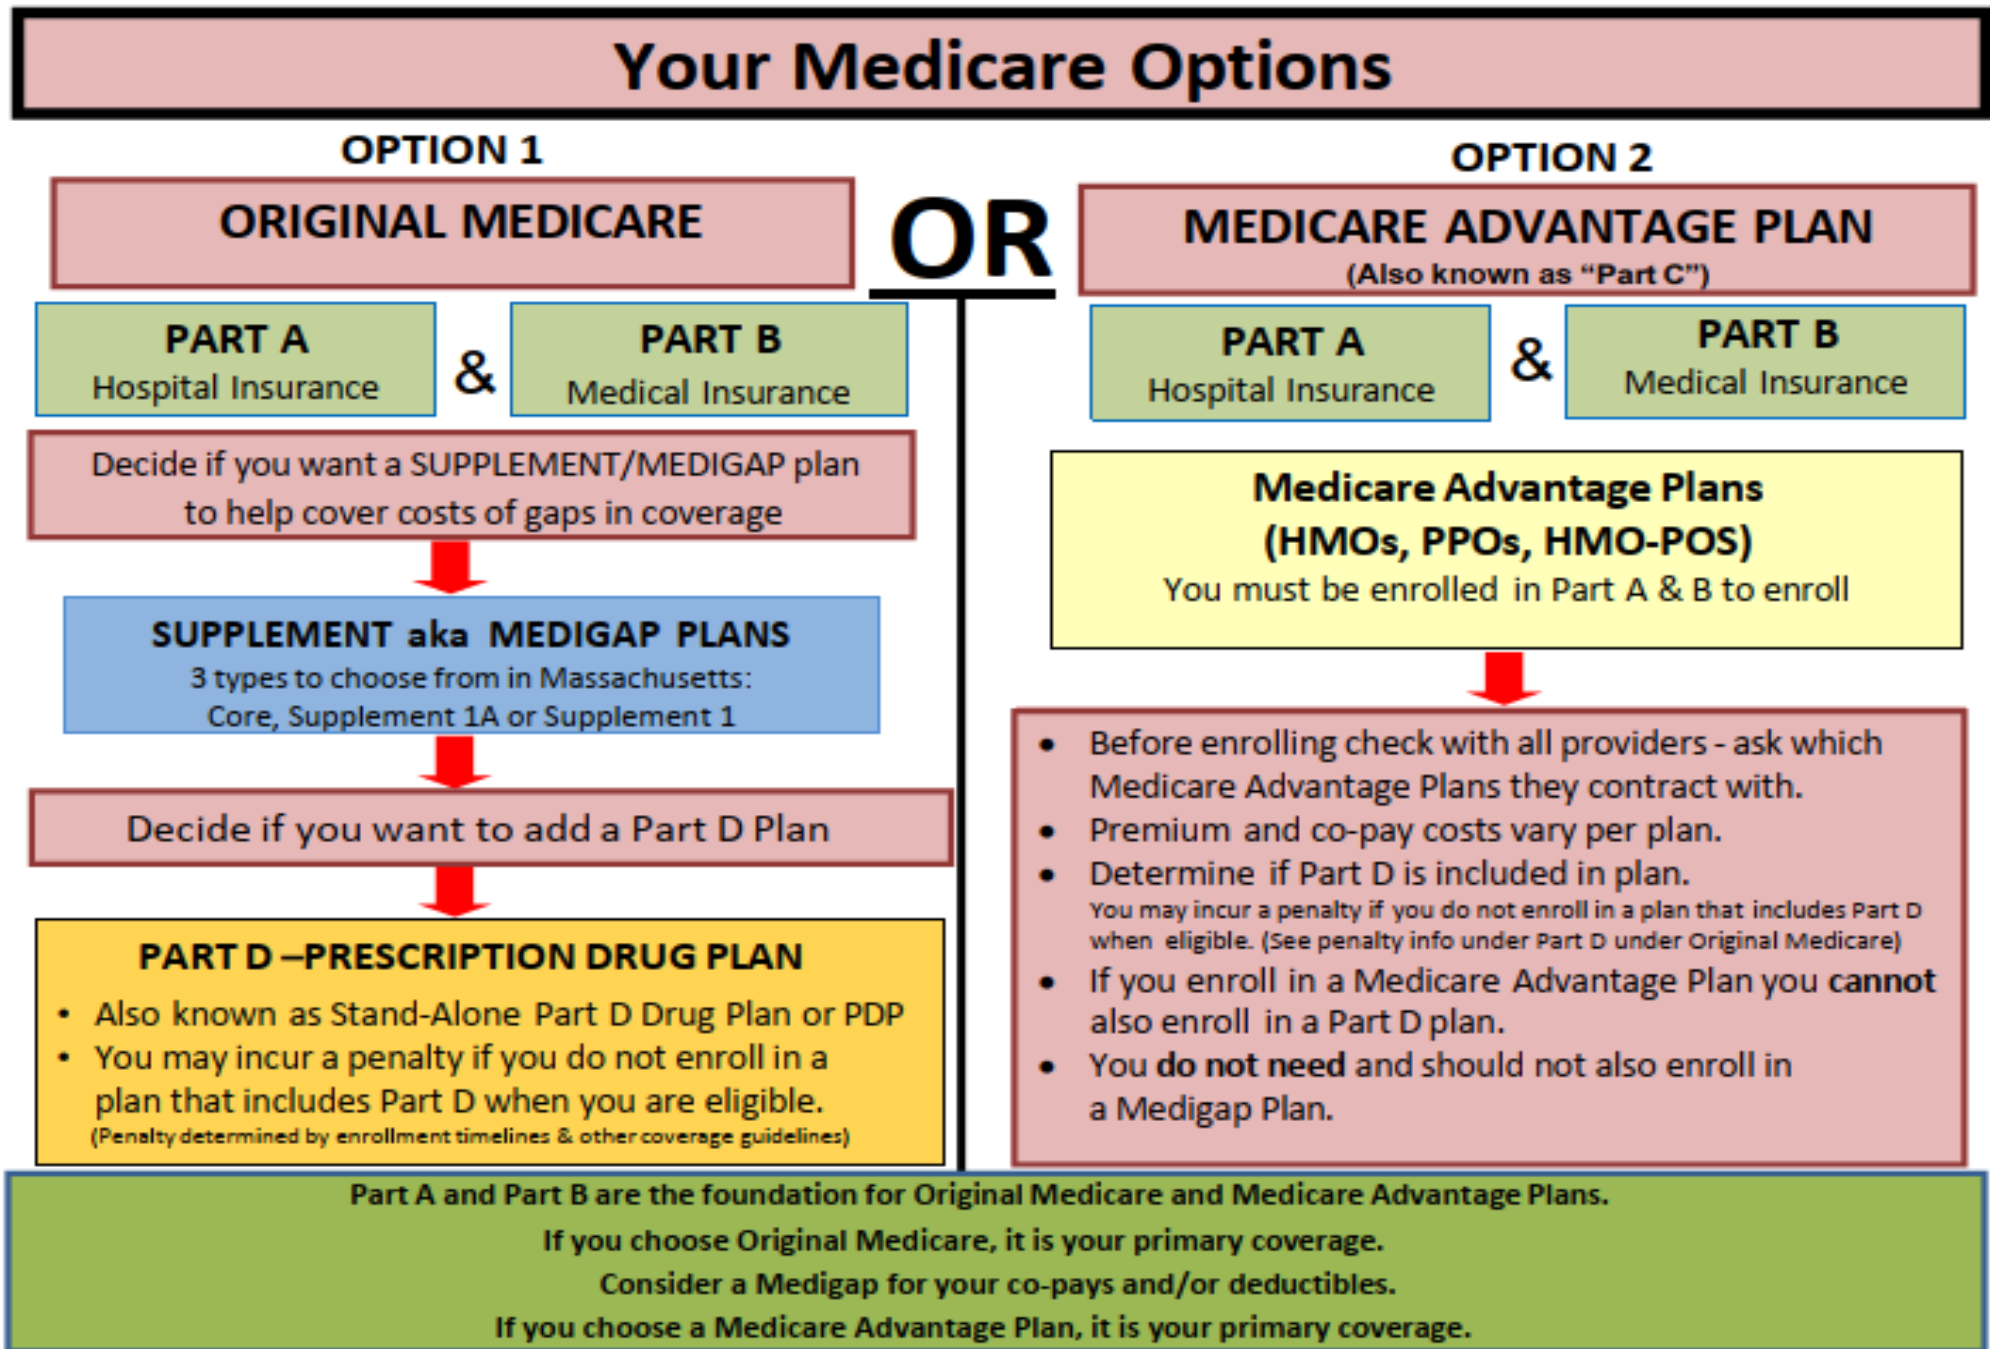 Your Medicare Options
OPTION 1
ORIGINAL MEDICARE
PART A
Hospital Insurance
&
PART B
Medical Insurance
Decide if you want a SUPPLEMENT/MEDIGAP plan
to help cover costs of gaps in coverage
SUPPLEMENT aka MEDIGAP PLANS
3 types to choose from in Massachusetts:
Core, Supplement 1A or Supplement 1
Decide if you want to add a Part D Plan
PART D –PRESCRIPTION DRUG PLAN
• Also known as Stand-Alone Part D Drug Plan or PDP
• You may incur a penalty if you do not enroll in a
plan that includes Part D when you are eligible.
(Penalty determined by enrollment timelines & other coverage guidelines)
OR
OPTION 2
MEDICARE ADVANTAGE PLAN
(Also known as “Part C”)
PART A
Hospital Insurance
&
PART B
Medical Insurance
Medicare Advantage Plans
(HMOs, PPOs, HMO-POS)
You must be enrolled in Part A & B to enroll
• Before enrolling check with all providers - ask which
Medicare Advantage Plans they contract with.
• Premium and co-pay costs vary per plan.
• Determine if Part D is included in plan.
You may incur a penalty if you do not enroll in a plan that includes Part D
when eligible. (See penalty info under Part D under Original Medicare)
• If you enroll in a Medicare Advantage Plan you cannot
also enroll in a Part D plan.
• You do not need and should not also enroll in
a Medigap Plan.
Part A and Part B are the foundation for Original Medicare and Medicare Advantage Plans.
If you choose Original Medicare, it is your primary coverage.
Consider a Medigap for your co-pays and/or deductibles.
If you choose a Medicare Advantage Plan, it is your primary coverage.